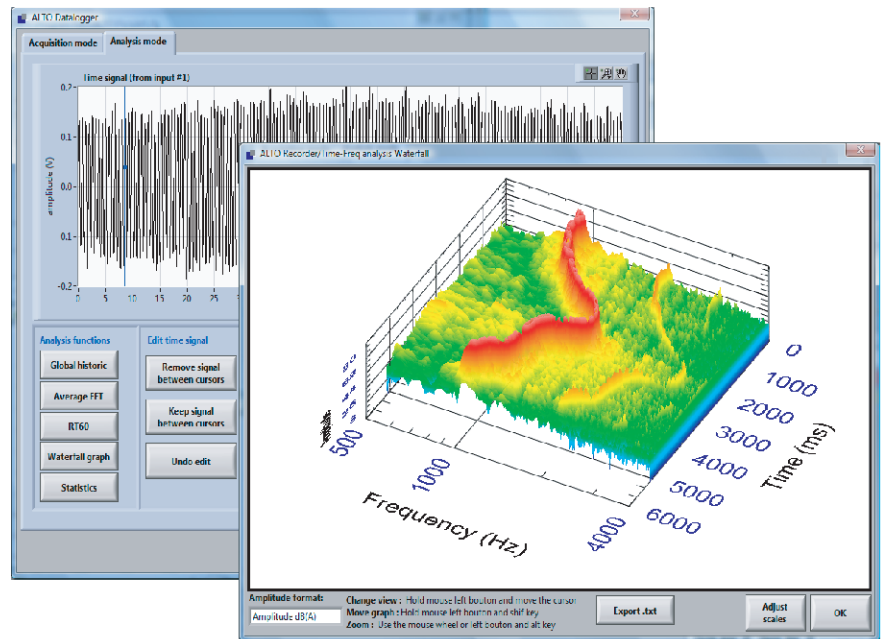 ALTO Datalogger
Acquisition mode
Analysis mode
Time signal (from input #1)
amplitude (V)
0.2-
0.1-
0.0-
0.1-
-0.2-
0 5 10 15 20 25
Analysis functions
Global historic
Average FFT
RT60
Waterfall graph
Statistics
Edit time signal
Remove signal
between cursors
Keep signal
between cursors
Undo edit
ALTO Recorder/Time-Freq analysis Waterfall
500
1000
4000
Frequency (Hz)
0
1000
2000
3000
4000
5000
6000
Time (ms)
Amplitude format:
Amplitude dB(A)
Change view : Hold mouse left bouton and move the cursor
Move graph : Hold mouse left bouton and shif key
Zoom : Use the mouse wheel or left bouton and alt key
Export .txt
Adjust
scales
OK